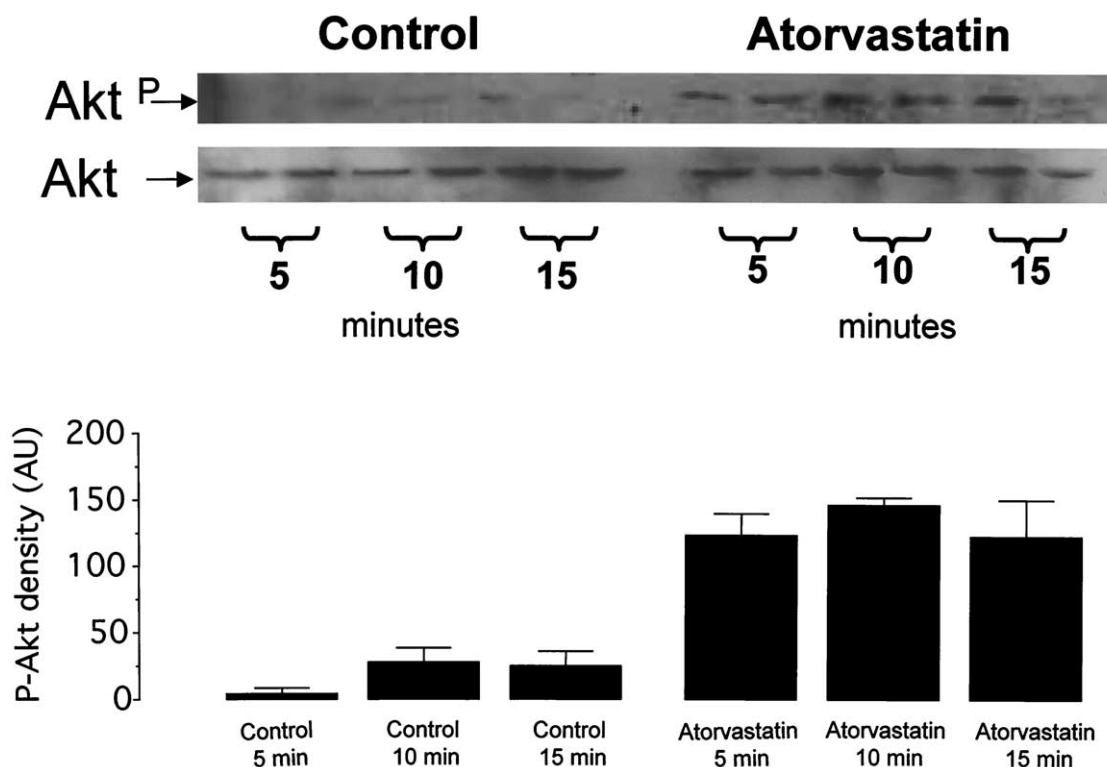 Control Atorvastatin
Akt P
Akt
5 10 15 5 10 15
minutes minutes
P-Akt density (AU)
200
150
100
50
0
Control Control Control Atorvastatin Atorvastatin Atorvastatin
5 min 10 min 15 min 5 min 10 min 15 min